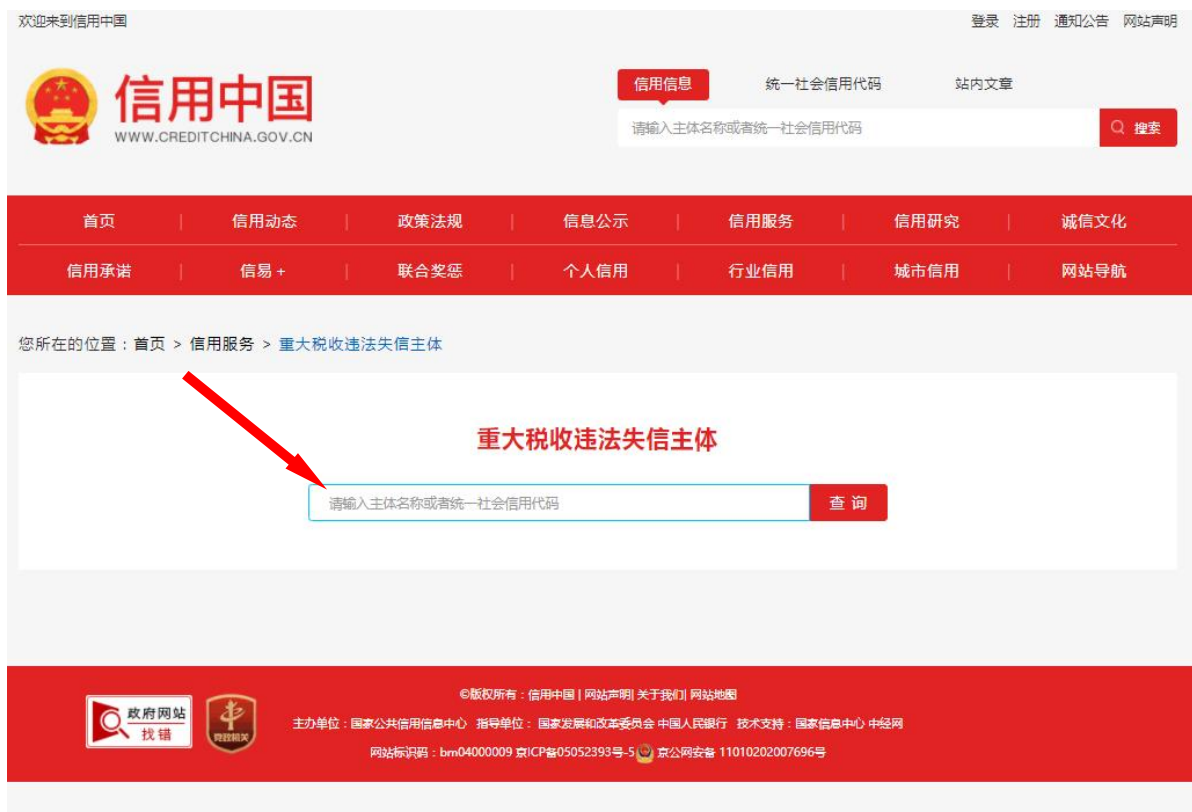 欢迎来到信用中国
登录 注册 通知公告 网站声明
信用中国
WWW.CREDITCHINA.GOV.CN
信用信息 统一社会信用代码 站内文章
请输入主体名称或者统一社会信用代码 搜索
首页 | 信用动态 | 政策法规 | 信息公示 | 信用服务 | 信用研究 | 诚信文化
信用承诺 | 信易+ | 联合奖惩 | 个人信用 | 行业信用 | 城市信用 | 网站导航
您所在的位置：首页 > 信用服务 > 重大税收违法失信主体
重大税收违法失信主体
请输入主体名称或者统一社会信用代码 查询
政府网站
找错
党政机关
©版权所有：信用中国 | 网站声明| 关于我们| 网站地图
主办单位：国家公共信用信息中心 指导单位：国家发展和改革委员会 中国人民银行 技术支持：国家信息中心 中经网
网站标识码：bm04000009 京ICP备05052393号-5 京公网安备 11010202007696号